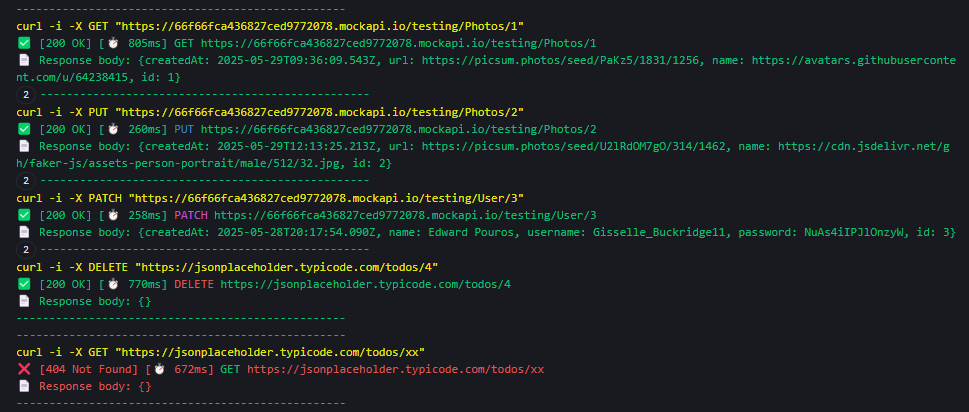 --------------------------------------------------
curl -i -X GET "https://66f66fca436827ced9772078.mockapi.io/testing/Photos/1"
✅ [200 OK] [⏱️ 805ms] GET https://66f66fca436827ced9772078.mockapi.io/testing/Photos/1
📄 Response body: {createdAt: 2025-05-29T09:36:09.543Z, url: https://picsum.photos/seed/PaKz5/1831/1256, name: https://avatars.githubuserconte
nt.com/u/64238415, id: 1}
2 --------------------------------------------------
curl -i -X PUT "https://66f66fca436827ced9772078.mockapi.io/testing/Photos/2"
✅ [200 OK] [⏱️ 260ms] PUT https://66f66fca436827ced9772078.mockapi.io/testing/Photos/2
📄 Response body: {createdAt: 2025-05-29T12:13:25.213Z, url: https://picsum.photos/seed/U2lRdOM7gO/314/1462, name: https://cdn.jsdelivr.net/g
h/faker-js/assets-person-portrait/male/512/32.jpg, id: 2}
2 --------------------------------------------------
curl -i -X PATCH "https://66f66fca436827ced9772078.mockapi.io/testing/User/3"
✅ [200 OK] [⏱️ 258ms] PATCH https://66f66fca436827ced9772078.mockapi.io/testing/User/3
📄 Response body: {createdAt: 2025-05-28T20:17:54.090Z, name: Edward Pouros, username: Gisselle_Buckridge11, password: NuAs4iIPJlOnzyW, id: 3}
2 --------------------------------------------------
curl -i -X DELETE "https://jsonplaceholder.typicode.com/todos/4"
✅ [200 OK] [⏱️ 770ms] DELETE https://jsonplaceholder.typicode.com/todos/4
📄 Response body: {}
--------------------------------------------------
--------------------------------------------------
curl -i -X GET "https://jsonplaceholder.typicode.com/todos/xx"
❌ [404 Not Found] [⏱️ 672ms] GET https://jsonplaceholder.typicode.com/todos/xx
📄 Response body: {}
--------------------------------------------------